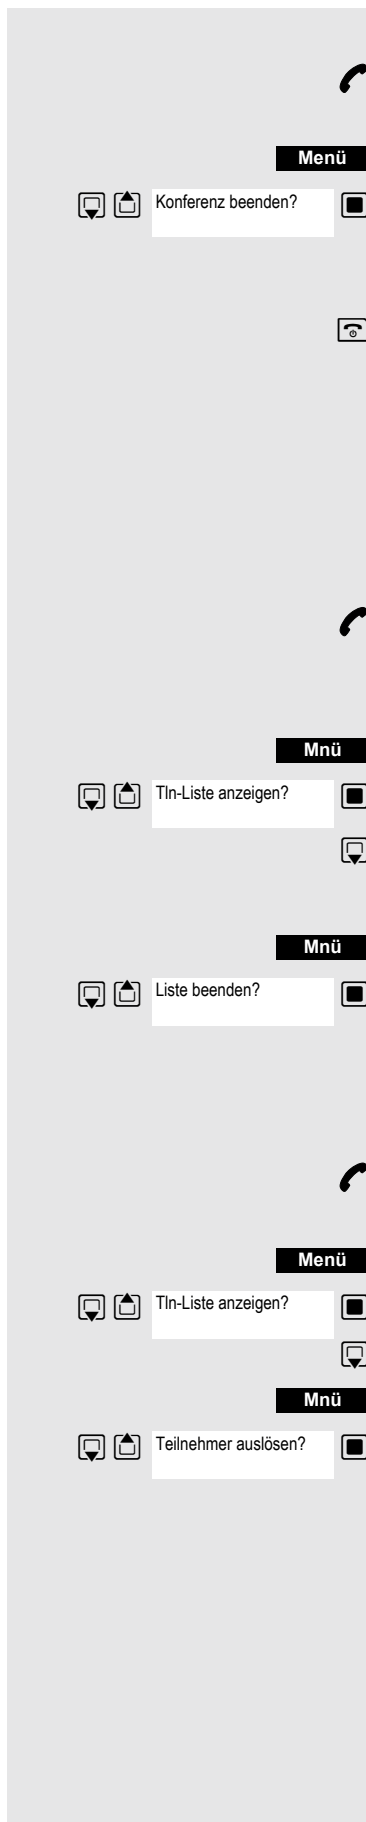 Menü
Konferenz beenden?
Mnü
Tln-Liste anzeigen?
Mnü
Liste beenden?
Menü
Tln-Liste anzeigen?
Mnü
Teilnehmer auslösen?